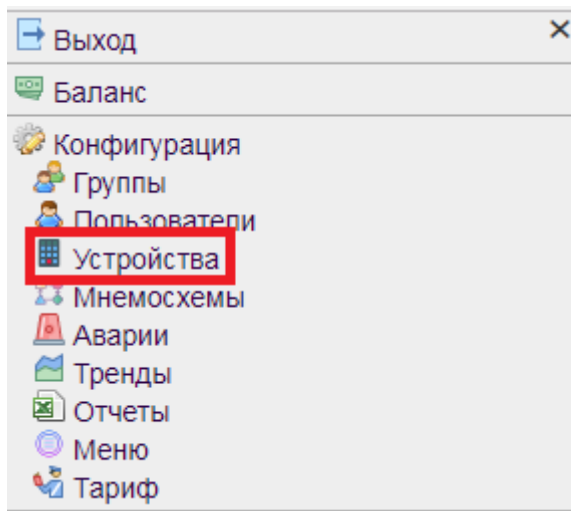 Выход
Баланс
Конфигурация
Группы
Пользователи
Устройства
Мнемосхемы
Аварии
Тренды
Отчеты
Меню
Тариф